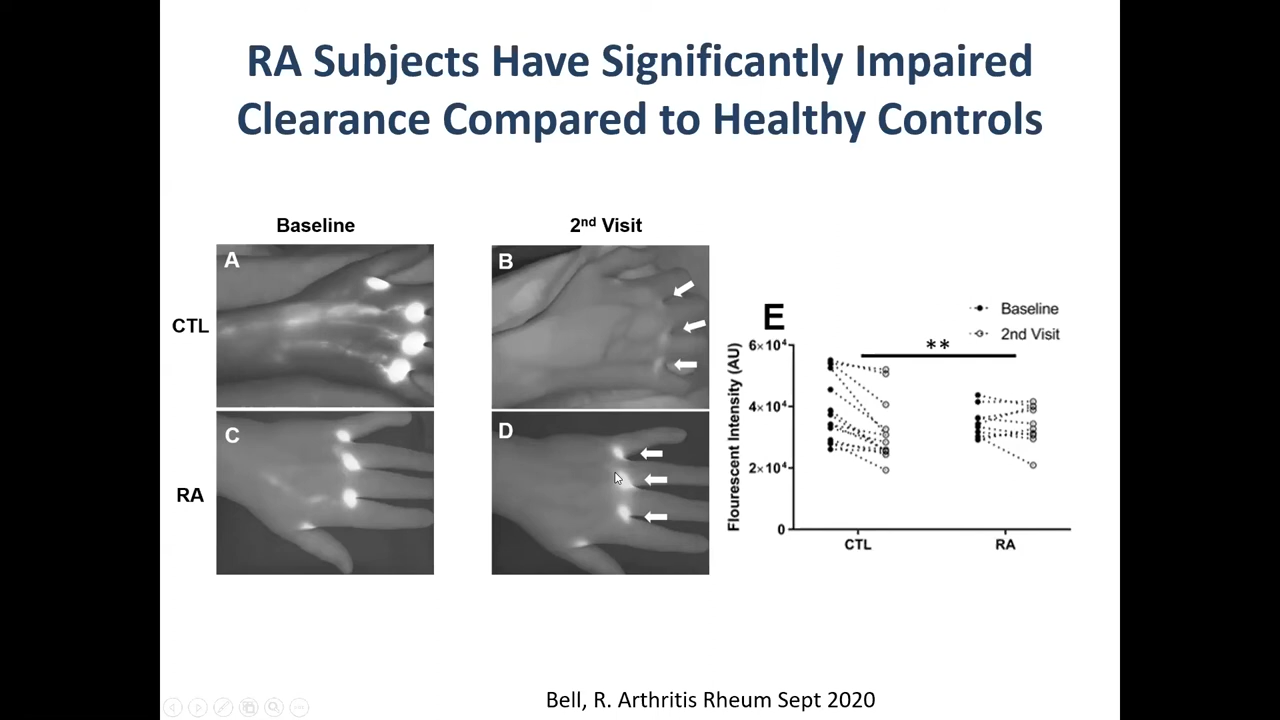 RA Subjects Have Significantly Impaired
Clearance Compared to Healthy Controls
Baseline
2nd Visit
CTL
RA
A
B
C
D
E
Baseline
2nd Visit
**
Flourescent Intensity (AU)
6×10⁴
4×10⁴
2×10⁴
0
CTL
RA
Bell, R. Arthritis Rheum Sept 2020